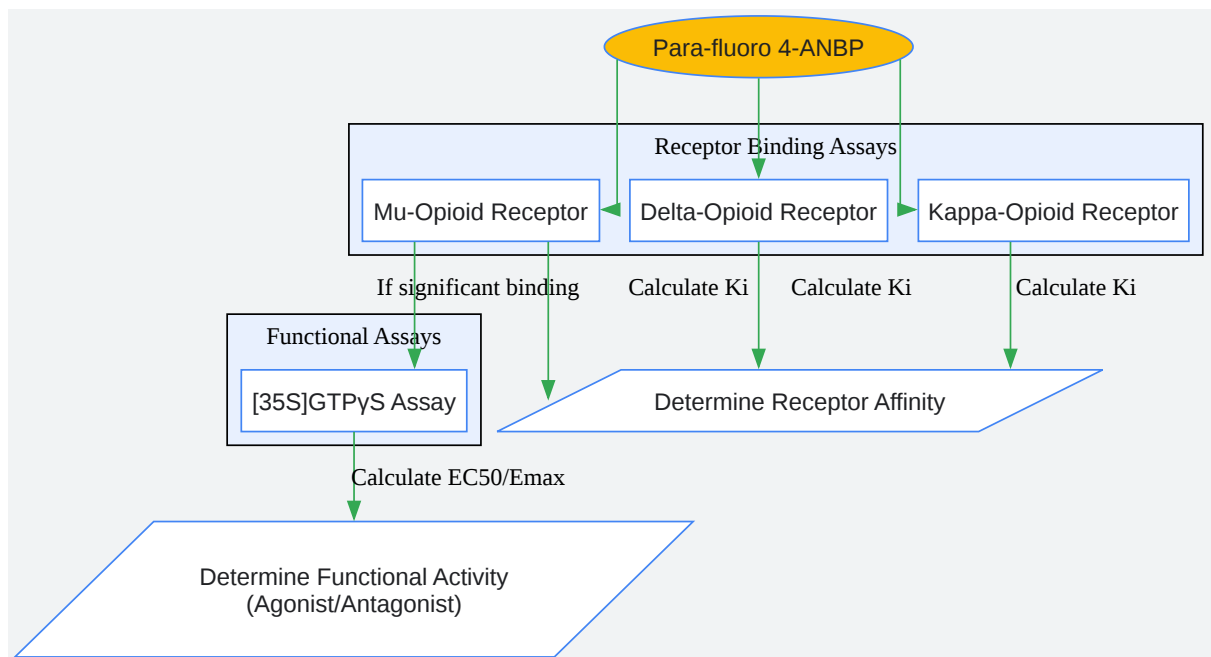 Para-fluoro 4-ANBP
Receptor Binding Assays
Mu-Opioid Receptor
Delta-Opioid Receptor
Kappa-Opioid Receptor
If significant binding
Calculate Ki
Calculate Ki
Calculate Ki
Functional Assays
[35S]GTPγS Assay
Determine Receptor Affinity
Calculate EC50/Emax
Determine Functional Activity
(Agonist/Antagonist)